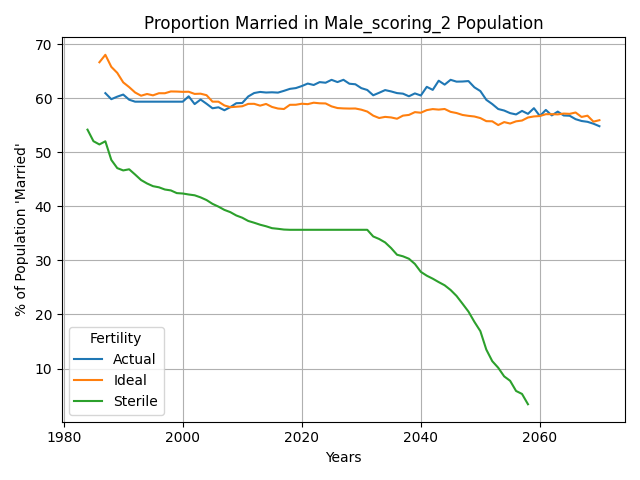 Proportion Married in Male_scoring_2 Population
% of Population 'Married'
70
60
50
40
30
20
10
Fertility
Actual
Ideal
Sterile
1980
2000
2020
2040
2060
Years